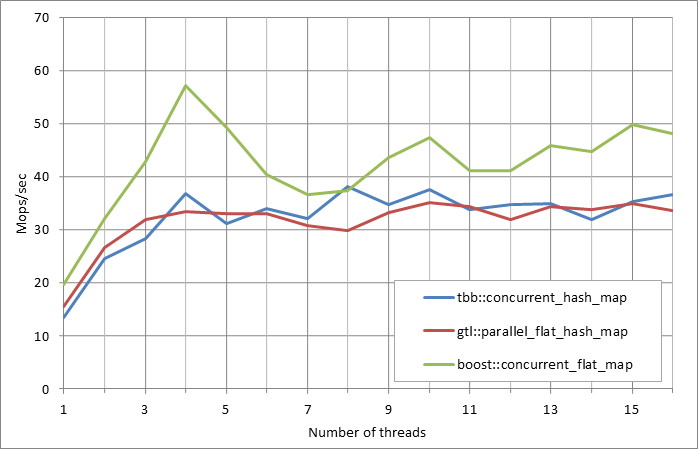 70
60
50
40
30
20
10
0
Mops/sec
tbb::concurrent_hash_map
gtl::parallel_flat_hash_map
boost::concurrent_flat_map
1 3 5 7 9 11 13 15
Number of threads